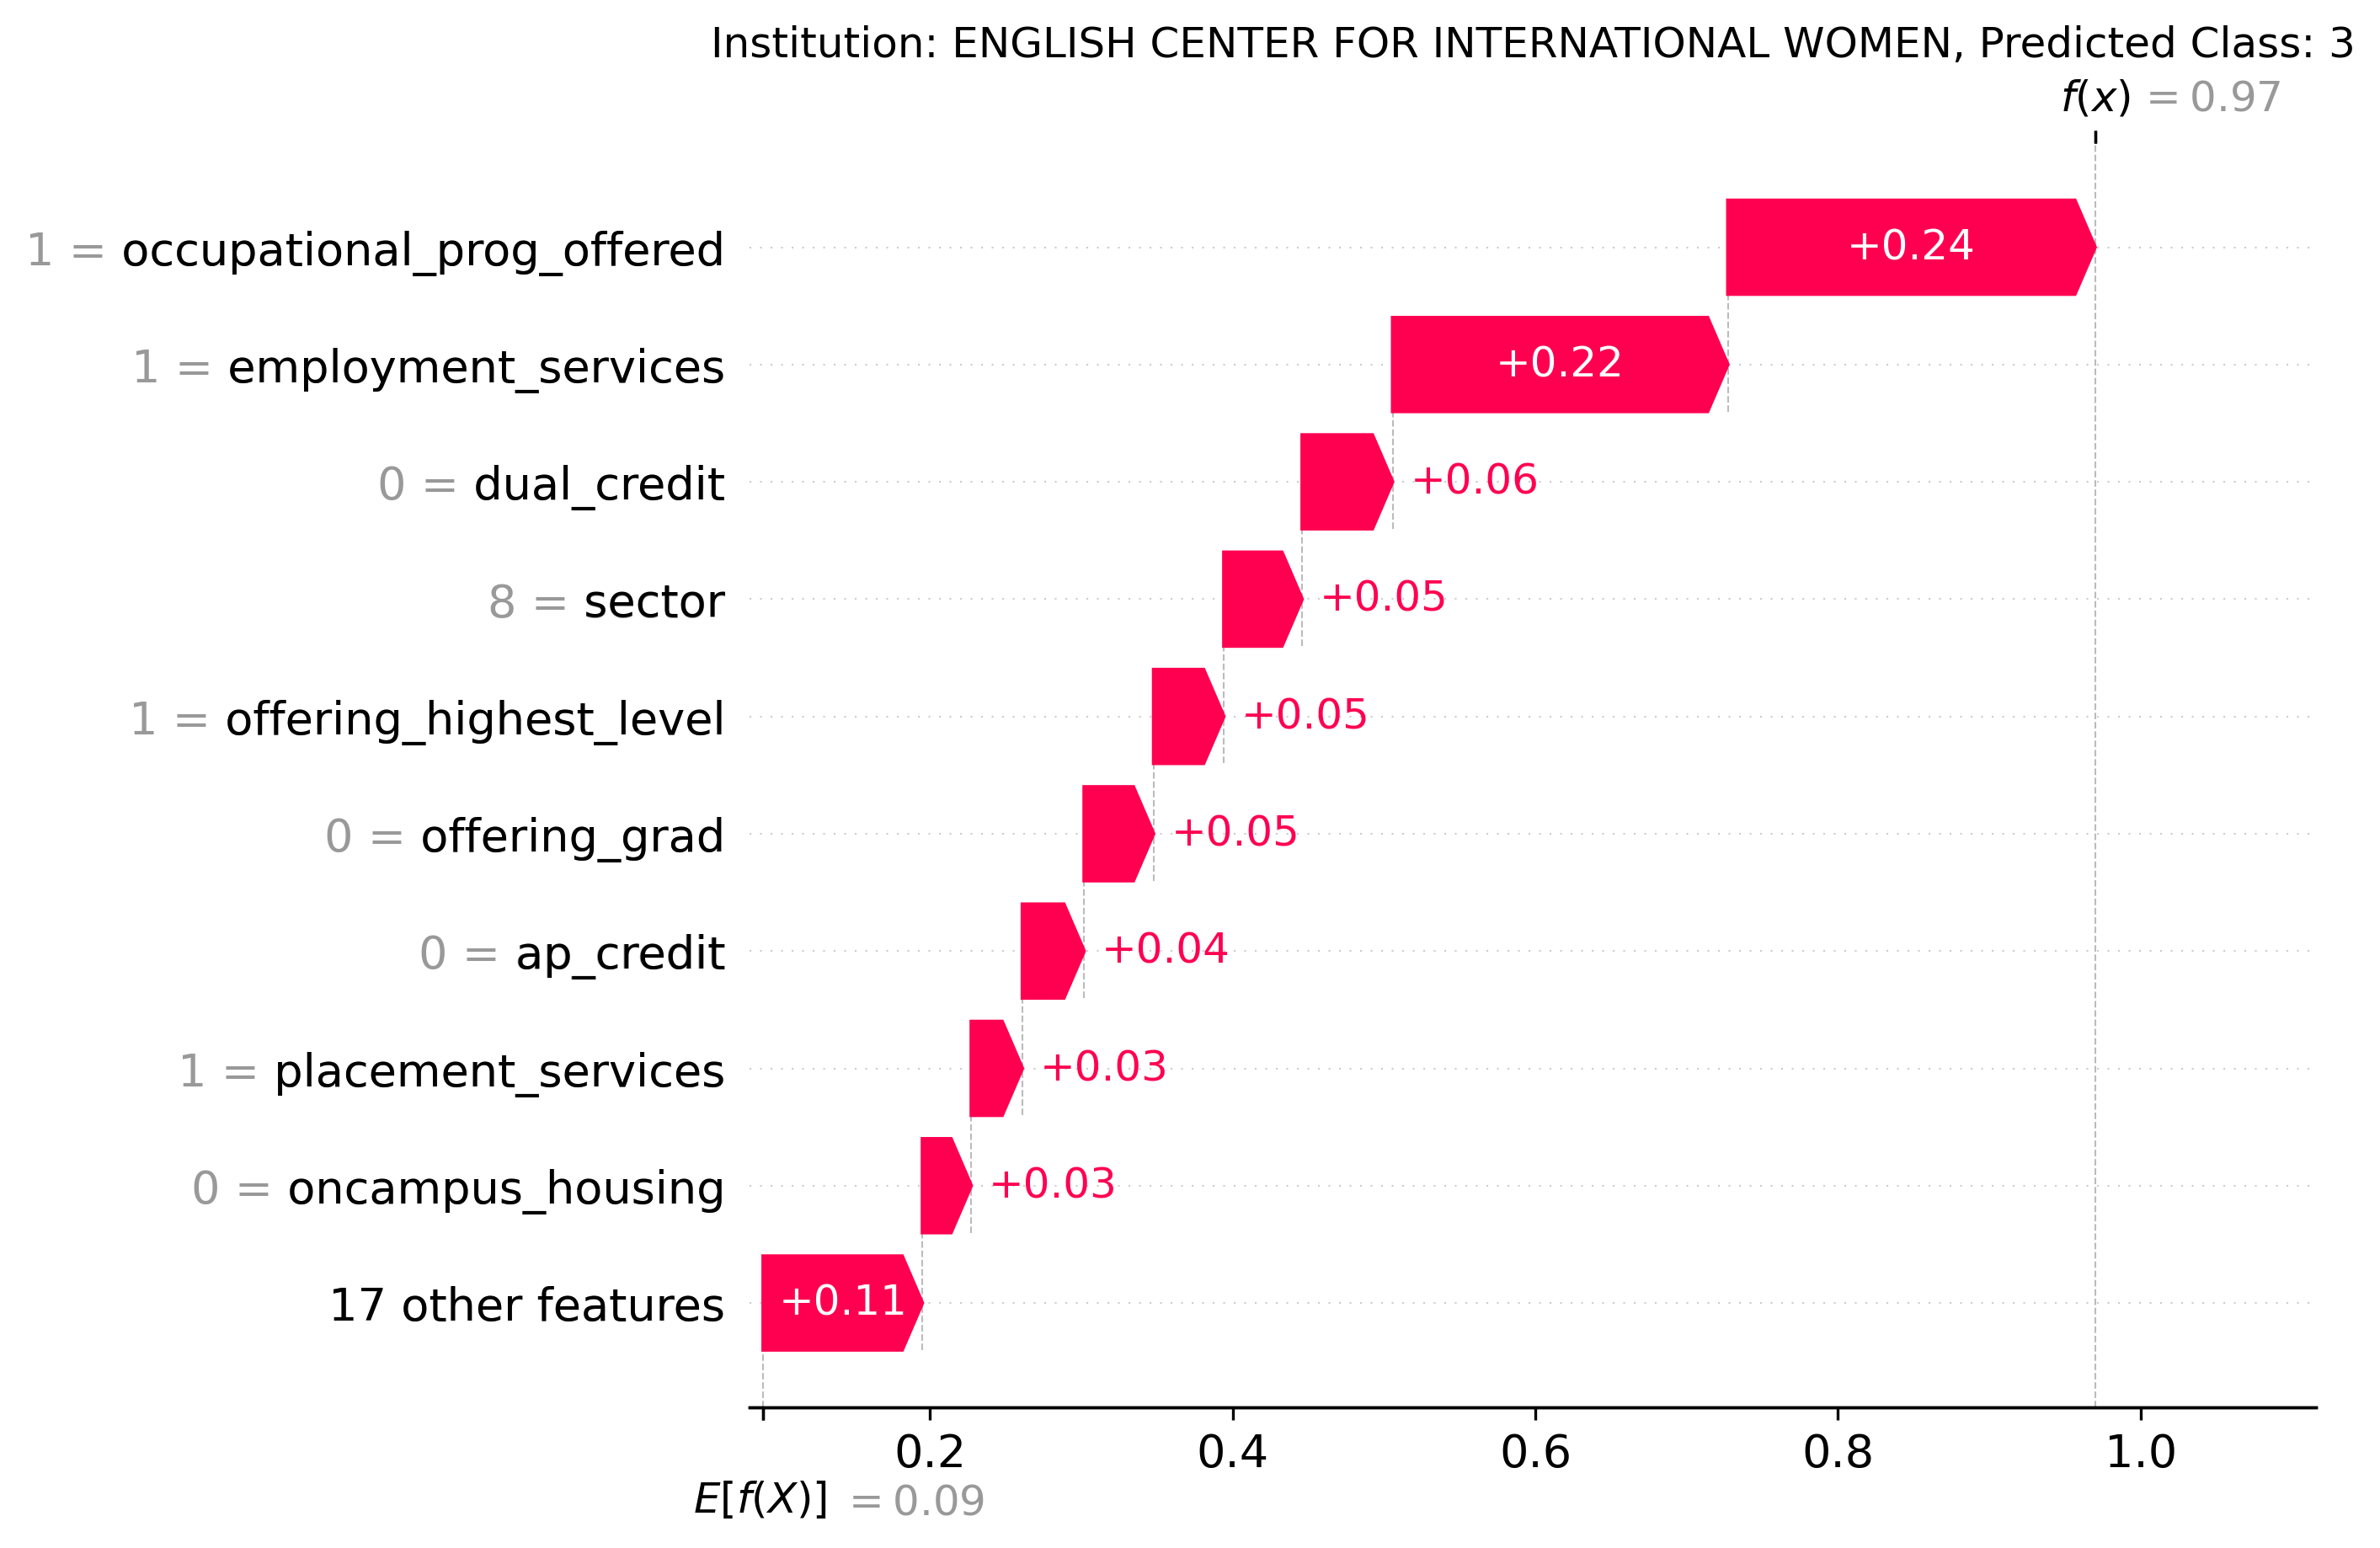 Institution: ENGLISH CENTER FOR INTERNATIONAL WOMEN, Predicted Class: 3
f(x) = 0.97
1 = occupational_prog_offered +0.24
1 = employment_services +0.22
0 = dual_credit +0.06
8 = sector +0.05
1 = offering_highest_level +0.05
0 = offering_grad +0.05
0 = ap_credit +0.04
1 = placement_services +0.03
0 = oncampus_housing +0.03
17 other features +0.11
0.2 0.4 0.6 0.8 1.0
E[f(X)] = 0.09